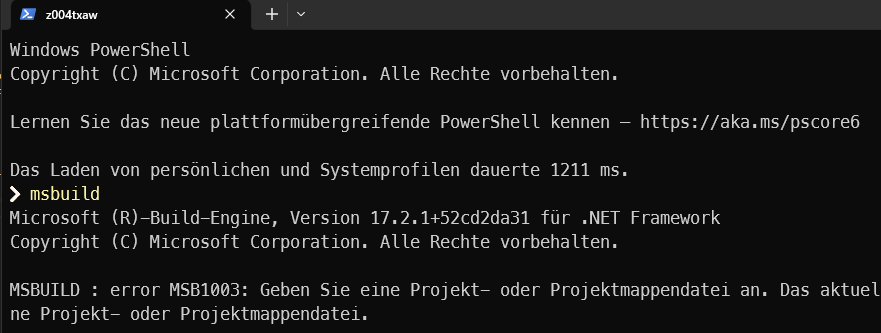 z004txaw
Windows PowerShell
Copyright (C) Microsoft Corporation. Alle Rechte vorbehalten.
Lernen Sie das neue plattformübergreifende PowerShell kennen – https://aka.ms/pscore6
Das Laden von persönlichen und Systemprofilen dauerte 1211 ms.
❯ msbuild
Microsoft (R)-Build-Engine, Version 17.2.1+52cd2da31 für .NET Framework
Copyright (C) Microsoft Corporation. Alle Rechte vorbehalten.
MSBUILD : error MSB1003: Geben Sie eine Projekt- oder Projektmappendatei an. Das aktuel
ne Projekt- oder Projektmappendatei.